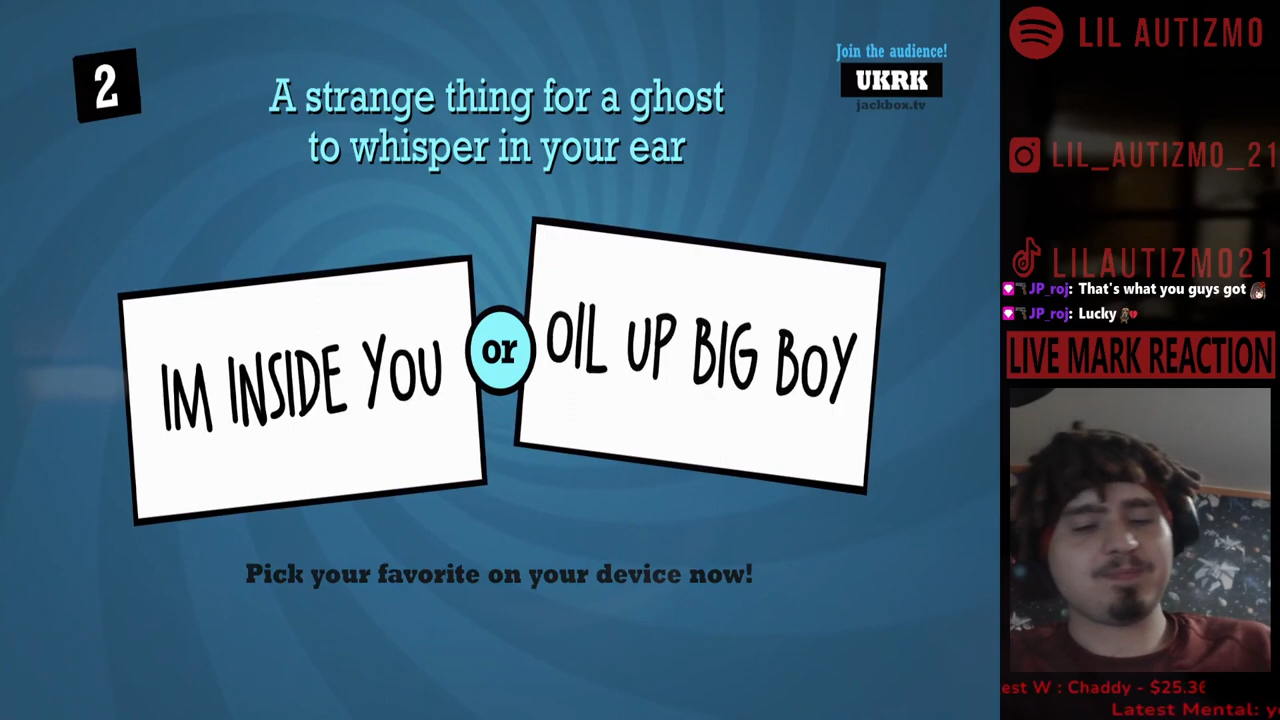 2
A strange thing for a ghost
to whisper in your ear
Join the audience!
UKRK
jackbox.tv
IM INSIDE YOU
or
OIL UP BIG BOY
Pick your favorite on your device now!
LIL AUTIZMO
LIL_AUTIZMO_21
LILAUTIZMO21
JP_roj: That's what you guys got
JP_roj: Lucky
LIVE MARK REACTION
est W : Chaddy - $25.36
Latest Mental: